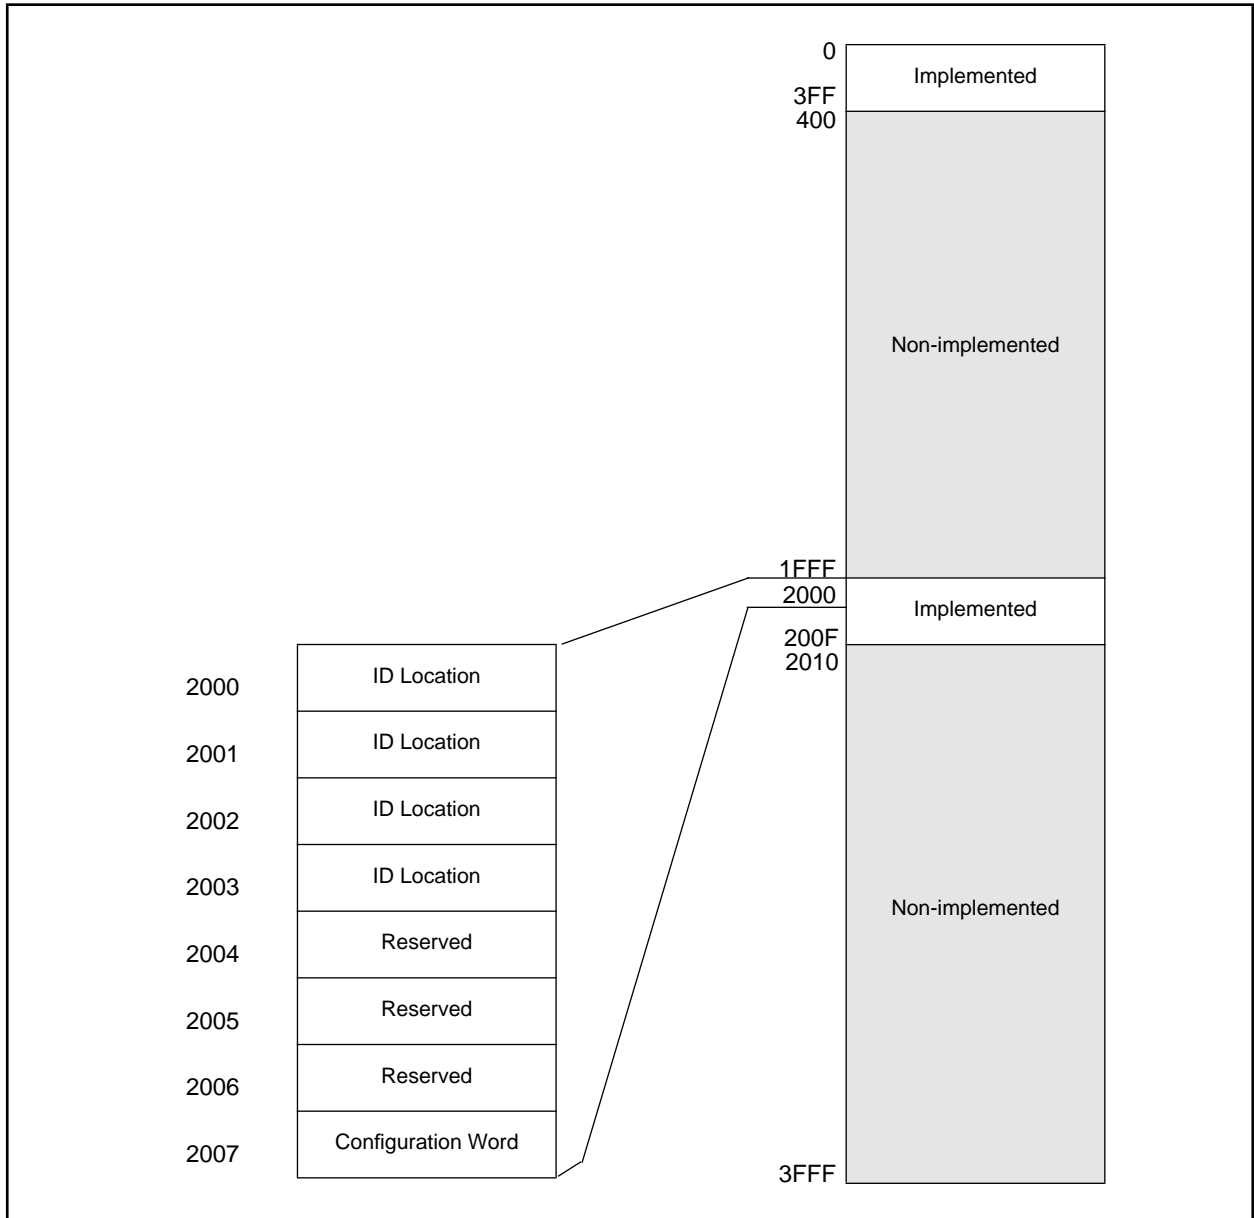 0
Implemented
3FF
400
Non-implemented
1FFF
2000
Implemented
200F
2010
Non-implemented
3FFF
2000 ID Location
2001 ID Location
2002 ID Location
2003 ID Location
2004 Reserved
2005 Reserved
2006 Reserved
2007 Configuration Word